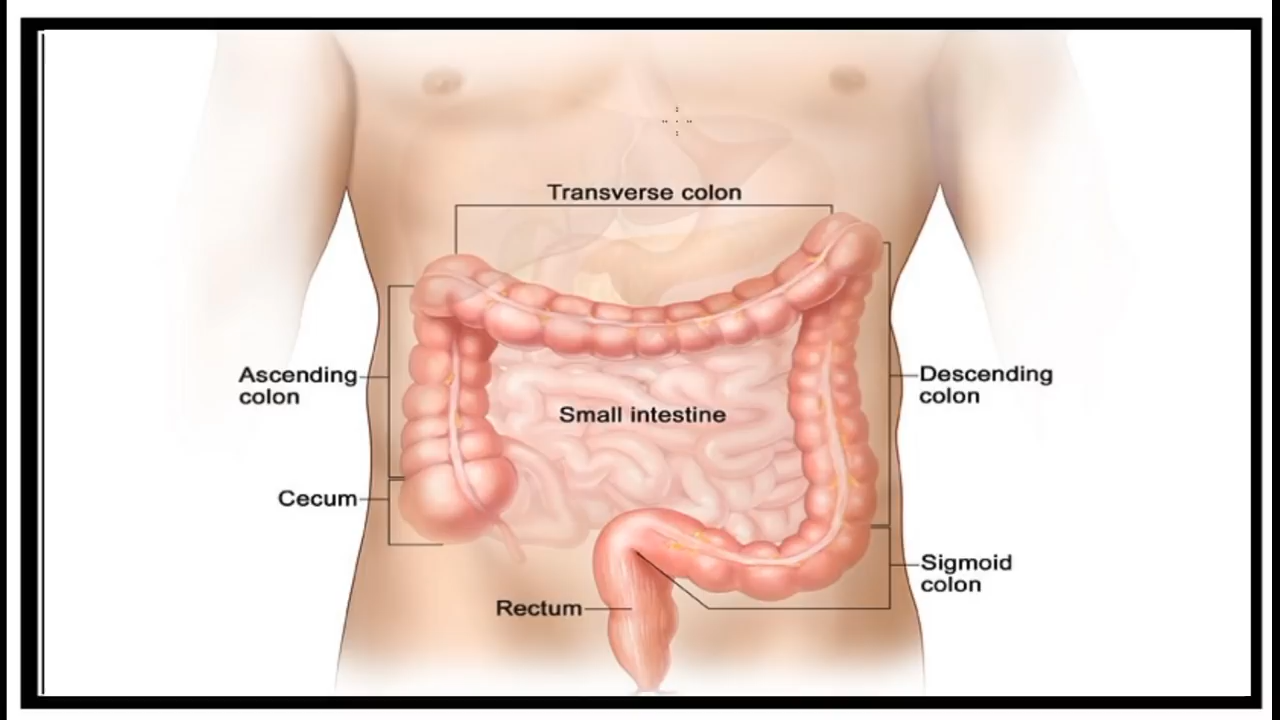 Transverse colon
Ascending
colon
Small intestine
Descending
colon
Cecum
Sigmoid
colon
Rectum